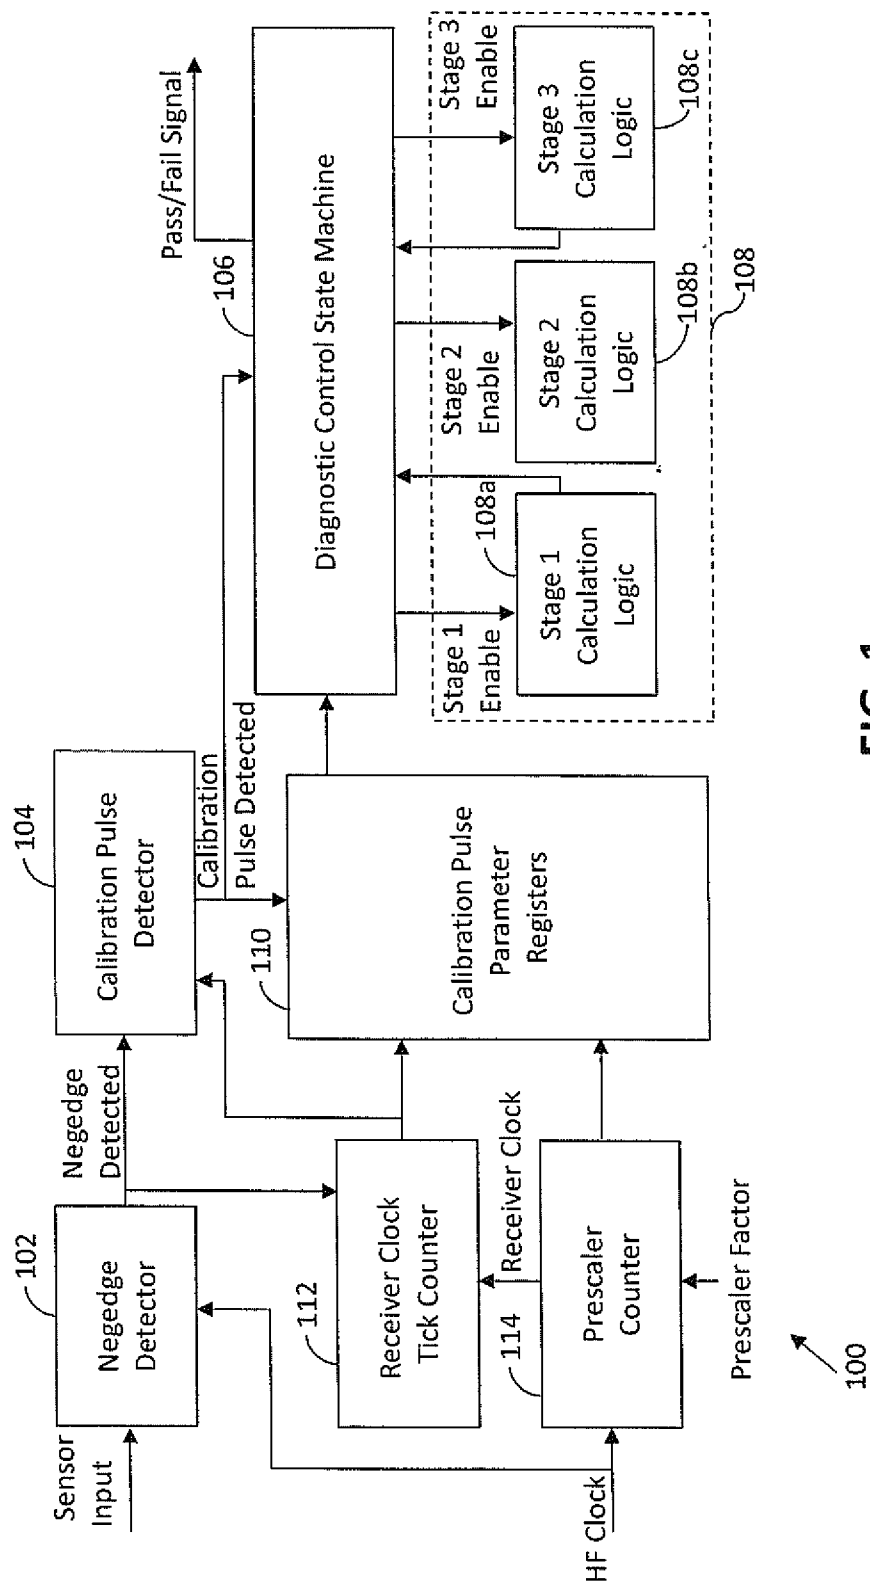 Sensor
Input
102
Negedge
Detector
Negedge
Detected
104
Calibration Pulse
Detector
Calibration
Pulse Detected
106
Pass/Fail Signal
Diagnostic Control State Machine
112
Receiver Clock
Tick Counter
110
Calibration Pulse
Parameter
Registers
Receiver Clock
HF Clock
114
Prescaler
Counter
Prescaler Factor
Stage 1
Enable
108a
Stage 1
Calculation
Logic
Stage 2
Enable
Stage 2
Calculation
Logic
108b
Stage 3
Enable
Stage 3
Calculation
Logic
108c
108
100
FIG. 1